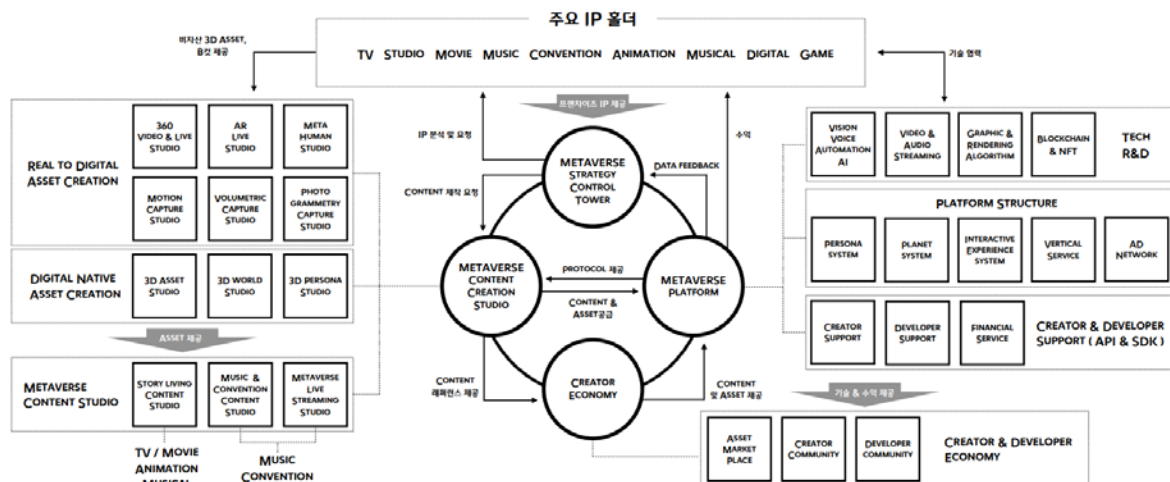 주요 IP 홀더
TV STUDIO MOVIE MUSIC CONVENTION ANIMATION MUSICAL DIGITAL GAME
비자산 3D ASSET,
B컷 제공
기술 협력
프랜차이즈 IP 제공
IP 분석 및 요청
수익
REAL TO DIGITAL
ASSET CREATION
360
VIDEO & LIVE
STUDIO
AR
LIVE
STUDIO
META
HUMAN
STUDIO
MOTION
CAPTURE
STUDIO
VOLUMETRIC
CAPTURE
STUDIO
PHOTO
GRAMMETRY
CAPTURE
STUDIO
DIGITAL NATIVE
ASSET CREATION
3D ASSET
STUDIO
3D WORLD
STUDIO
3D PERSONA
STUDIO
ASSET 제공
METAVERSE
CONTENT STUDIO
STORY LIVING
CONTENT
STUDIO
MUSIC &
CONVENTION
CONTENT
STUDIO
METAVERSE
LIVE
STREAMING
STUDIO
TV / MOVIE
ANIMATION
MUSICAL
MUSIC
CONVENTION
METAVERSE
STRATEGY
CONTROL
TOWER
DATA FEEDBACK
CONTENT 제작 요청
METAVERSE
CONTENT
CREATION
STUDIO
PROTOCOL 제공
CONTENT &
ASSET공급
METAVERSE
PLATFORM
CONTENT
래퍼런스 제공
CREATOR
ECONOMY
CONTENT
및 ASSET 제공
VISION
VOICE
AUTOMATION
AI
VIDEO &
AUDIO
STREAMING
GRAPHIC &
RENDERING
ALGORITHM
BLOCKCHAIN
& NFT
TECH
R&D
PLATFORM STRUCTURE
PERSONA
SYSTEM
PLANET
SYSTEM
INTERACTIVE
EXPERIENCE
SYSTEM
VERTICAL
SERVICE
AD
NETWORK
CREATOR
SUPPORT
DEVELOPER
SUPPORT
FINANCIAL
SERVICE
CREATOR & DEVELOPER
SUPPORT ( API & SDK )
기술 & 수익 제공
ASSET
MARKET
PLACE
CREATOR
COMMUNITY
DEVELOPER
COMMUNITY
CREATOR & DEVELOPER
ECONOMY